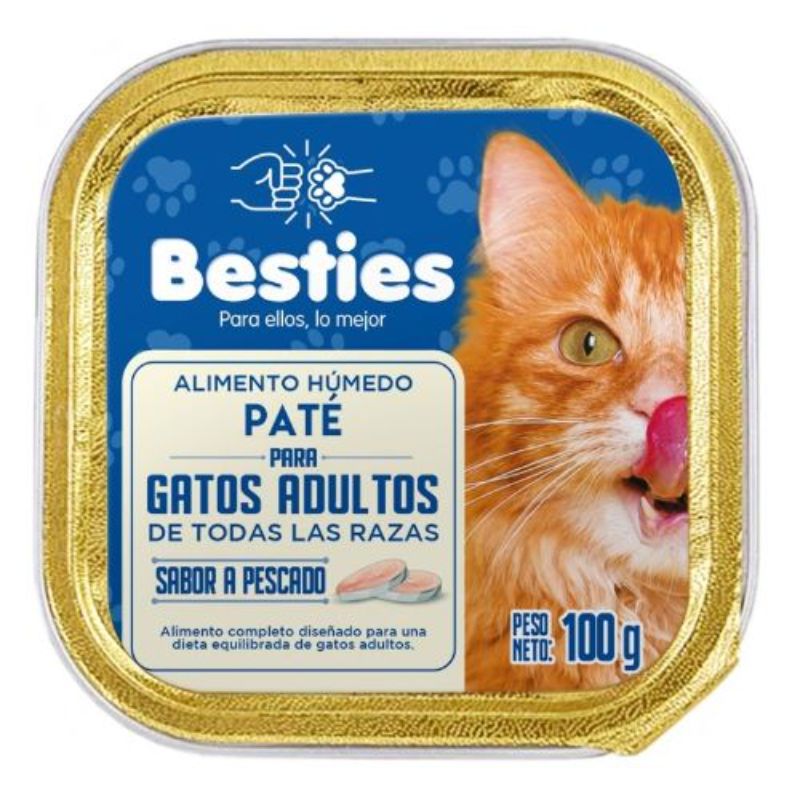 Besties
Para ellos, lo mejor
ALIMENTO HÚMEDO
PATÉ
PARA
GATOS ADULTOS
DE TODAS LAS RAZAS
SABOR A PESCADO
Alimento completo diseñado para una
dieta equilibrada de gatos adultos.
PESO
NETO: 100 g